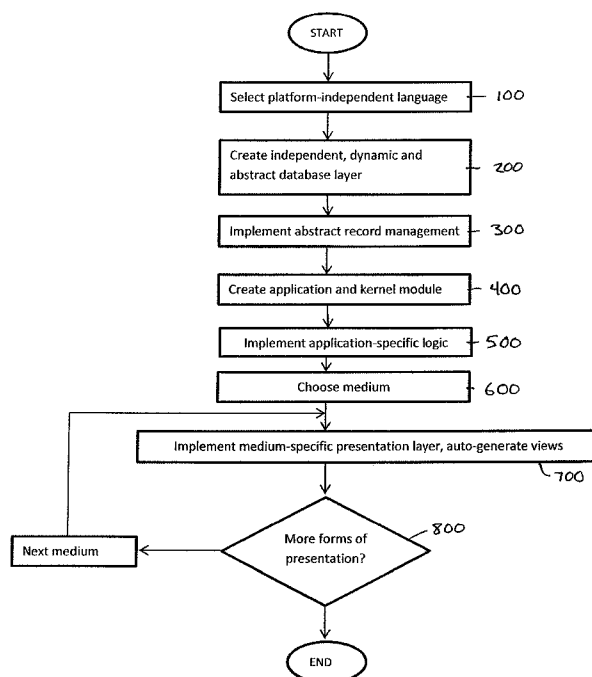 START
Select platform-independent language
100
Create independent, dynamic and
abstract database layer
200
Implement abstract record management
300
Create application and kernel module
400
Implement application-specific logic
500
Choose medium
600
Implement medium-specific presentation layer, auto-generate views
700
More forms of
presentation?
800
Next medium
END